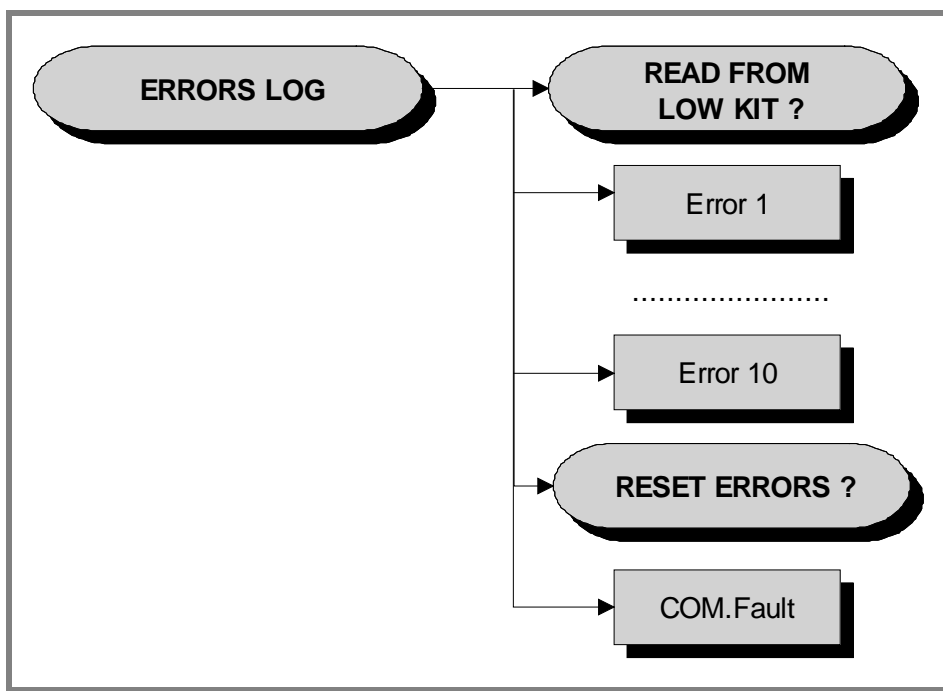 ERRORS LOG
READ FROM
LOW KIT ?
Error 1
.......................
Error 10
RESET ERRORS ?
COM.Fault